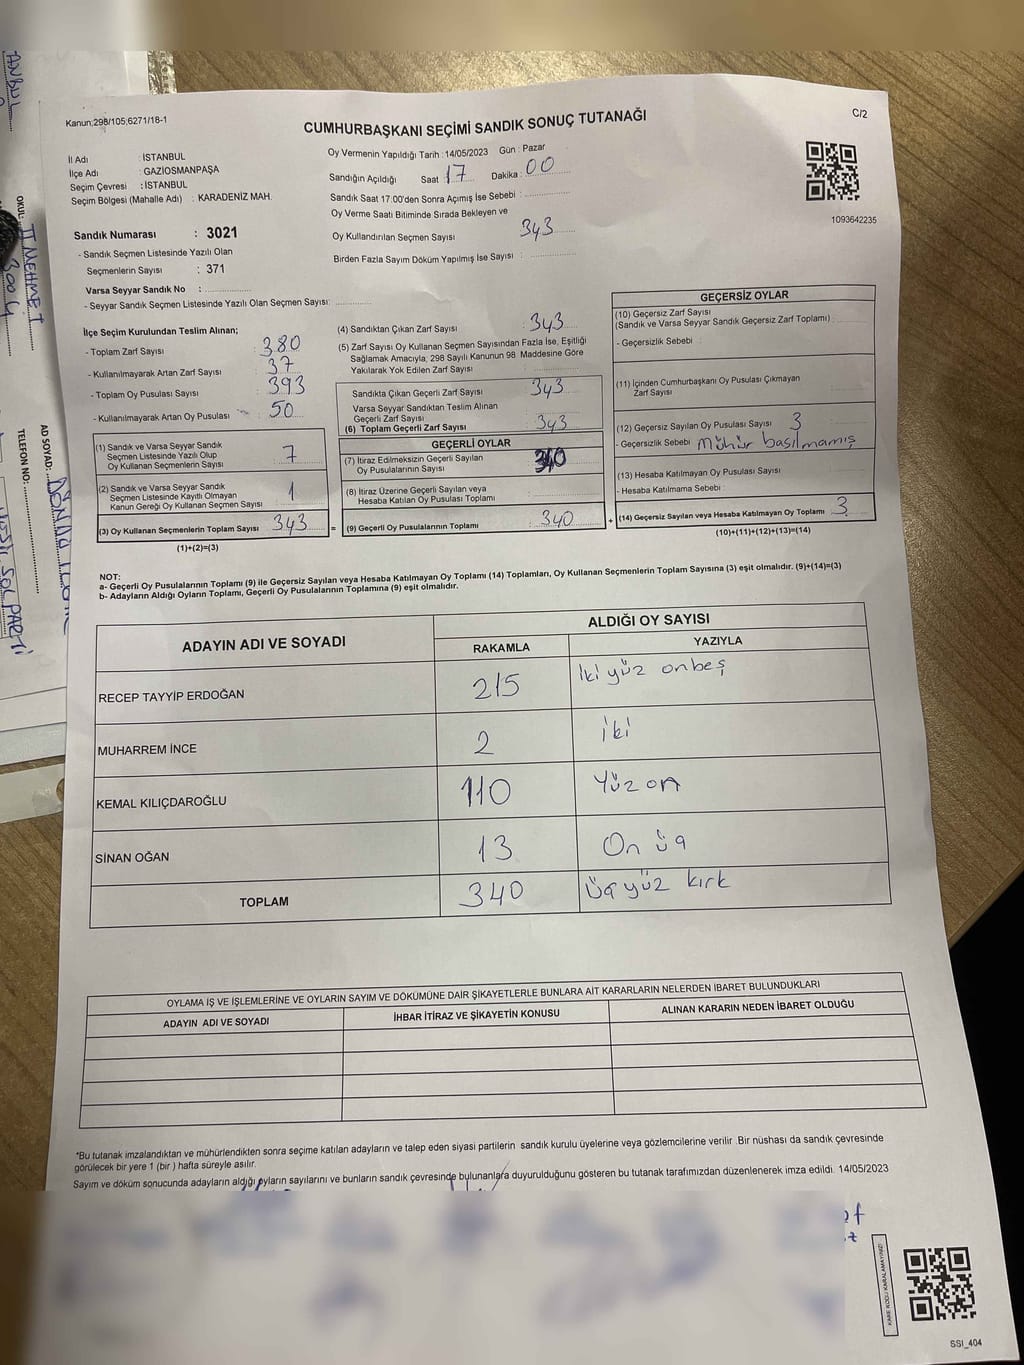 Kanun;298/105;6271/18-1
C/2
CUMHURBAŞKANI SEÇİMİ SANDIK SONUÇ TUTANAĞI
İl Adı : İSTANBUL
İlçe Adı : GAZİOSMANPAŞA
Seçim Çevresi : İSTANBUL
Seçim Bölgesi (Mahalle Adı) : KARADENİZ MAH.
Oy Vermenin Yapıldığı Tarih : 14/05/2023 Gün : Pazar
Sandığın Açıldığı Saat 17 Dakika : 00
Sandık Saat 17:00'den Sonra Açımış İse Sebebi :
Oy Verme Saati Bitiminde Sırada Bekleyen ve
Oy Kullandırılan Seçmen Sayısı 343
Birden Fazla Sayım Döküm Yapılmış İse Sayısı :
1093642235
Sandık Numarası : 3021
- Sandık Seçmen Listesinde Yazılı Olan
Seçmenlerin Sayısı : 371
Varsa Seyyar Sandık No :
- Seyyar Sandık Seçmen Listesinde Yazılı Olan Seçmen Sayısı:
İlçe Seçim Kurulundan Teslim Alınan;
- Toplam Zarf Sayısı : 380
- Kullanılmayarak Artan Zarf Sayısı : 37
- Toplam Oy Pusulası Sayısı : 393
- Kullanılmayarak Artan Oy Pusulası : 50
(1) Sandık ve Varsa Seyyar Sandık
Seçmen Listesinde Yazılı Olup
Oy Kullanan Seçmenlerin Sayısı 7
(2) Sandık ve Varsa Seyyar Sandık
Seçmen Listesinde Kayıtlı Olmayan
Kanun Gereği Oy Kullanan Seçmen Sayısı 1
(3) Oy Kullanan Seçmenlerin Toplam Sayısı 343 =
(1)+(2)=(3)
(4) Sandıktan Çıkan Zarf Sayısı : 343
(5) Zarf Sayısı Oy Kullanan Seçmen Sayısından Fazla İse, Eşitliği
Sağlamak Amacıyla; 298 Sayılı Kanunun 98. Maddesine Göre
Yakılarak Yok Edilen Zarf Sayısı
Sandıkta Çıkan Geçerli Zarf Sayısı 343
Varsa Seyyar Sandıktan Teslim Alınan
Geçerli Zarf Sayısı
(6) Toplam Geçerli Zarf Sayısı 343
GEÇERLİ OYLAR
(7) İtiraz Edilmeksizin Geçerli Sayılan
Oy Pusulalarının Sayısı 340
(8) İtiraz Üzerine Geçerli Sayılan veya
Hesaba Katılan Oy Pusulası Toplamı
(9) Geçerli Oy Pusulalarının Toplamı 340 +
GEÇERSİZ OYLAR
(10) Geçersiz Zarf Sayısı
(Sandık ve Varsa Seyyar Sandık Geçersiz Zarf Toplamı)
- Geçersizlik Sebebi :
(11) İçinden Cumhurbaşkanı Oy Pusulası Çıkmayan
Zarf Sayısı
(12) Geçersiz Sayılan Oy Pusulası Sayısı 3
- Geçersizlik Sebebi Mühür basılmamış
(13) Hesaba Katılmayan Oy Pusulası Sayısı
- Hesaba Katılmama Sebebi :
(14) Geçersiz Sayılan veya Hesaba Katılmayan Oy Toplamı 3
(10)+(11)+(12)+(13)=(14)
NOT:
a- Geçerli Oy Pusulalarının Toplamı (9) ile Geçersiz Sayılan veya Hesaba Katılmayan Oy Toplamı (14) Toplamları, Oy Kullanan Seçmenlerin Toplam Sayısına (3) eşit olmalıdır. (9)+(14)=(3)
b- Adayların Aldığı Oyların Toplamı, Geçerli Oy Pusulalarının Toplamına (9) eşit olmalıdır.
ADAYIN ADI VE SOYADI ALDIĞI OY SAYISI
RAKAMLA YAZIYLA
RECEP TAYYİP ERDOĞAN 215 İki yüz onbeş
MUHARREM İNCE 2 iki
KEMAL KILIÇDAROĞLU 110 Yüz on
SİNAN OĞAN 13 On üç
TOPLAM 340 Üç yüz kırk
OYLAMA İŞ VE İŞLEMLERİNE VE OYLARIN SAYIM VE DÖKÜMÜNE DAİR ŞİKAYETLERLE BUNLARA AİT KARARLARIN NELERDEN İBARET BULUNDUKLARI
ADAYIN ADI VE SOYADI İHBAR İTİRAZ VE ŞİKAYETİN KONUSU ALINAN KARARIN NEDEN İBARET OLDUĞU
*Bu tutanak imzalandıktan ve mühürlendikten sonra seçime katılan adayların ve talep eden siyasi partilerin sandık kurulu üyelerine veya gözlemcilerine verilir .Bir nüshası da sandık çevresinde
görülecek bir yere 1 (bir ) hafta süreyle asılır.
Sayım ve döküm sonucunda adayların aldığı oyların sayılarını ve bunların sandık çevresinde bulunanlara duyurulduğunu gösteren bu tutanak tarafımızdan düzenlenerek imza edildi. 14/05/2023
KARE KODU KARALAMAYINIZ!
SSI_404
OKUL: II MEHMET
AD SOYAD:
TELEFON NO:
SOL PARTİ